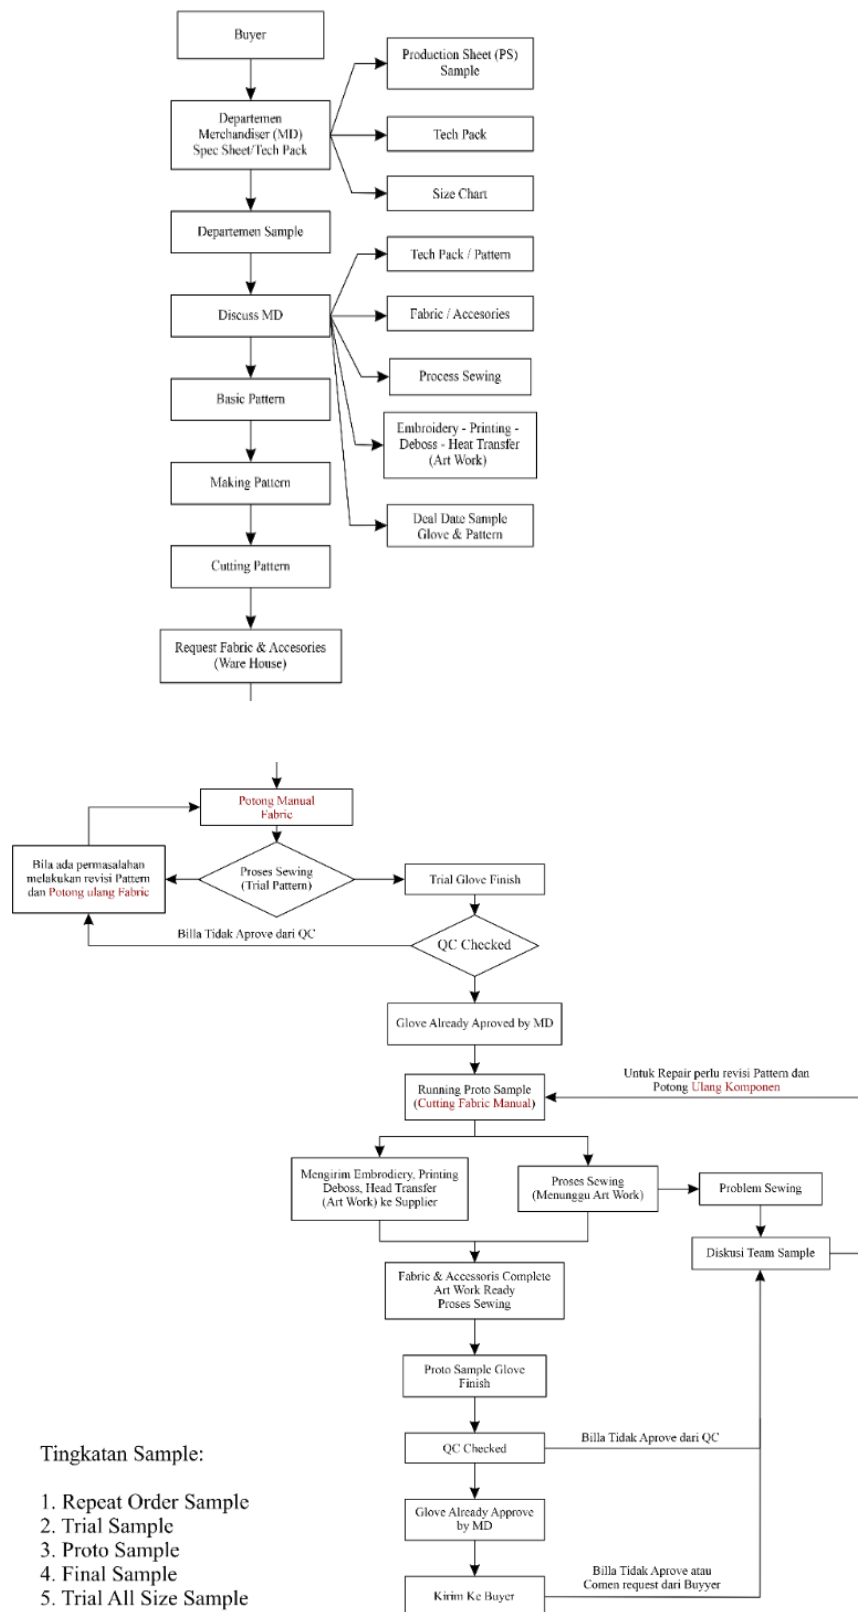 Buyer
Departemen
Merchandiser (MD)
Spec Sheet/Tech Pack
Production Sheet (PS)
Sample
Tech Pack
Size Chart
Departemen Sample
Discuss MD
Tech Pack / Pattern
Fabric / Accesories
Process Sewing
Embroidery - Printing -
Deboss - Heat Transfer
(Art Work)
Deal Date Sample
Glove & Pattern
Basic Pattern
Making Pattern
Cutting Pattern
Request Fabric & Accesories
(Ware House)
Potong Manual
Fabric
Bila ada permasalahan
melakukan revisi Pattern
dan Potong ulang Fabric
Proses Sewing
(Trial Pattern)
Trial Glove Finish
Billa Tidak Aprove dari QC
QC Checked
Glove Already Aproved by MD
Running Proto Sample
(Cutting Fabric Manual)
Untuk Repair perlu revisi Pattern dan
Potong Ulang Komponen
Mengirim Embrodiery, Printing
Deboss, Head Transfer
(Art Work) ke Supplier
Proses Sewing
(Menunggu Art Work)
Problem Sewing
Diskusi Team Sample
Fabric & Accessoris Complete
Art Work Ready
Proses Sewing
Proto Sample Glove
Finish
QC Checked
Billa Tidak Aprove dari QC
Glove Already Approve
by MD
Kirim Ke Buyer
Billa Tidak Aprove atau
Comen request dari Buyyer
Tingkatan Sample:
1. Repeat Order Sample
2. Trial Sample
3. Proto Sample
4. Final Sample
5. Trial All Size Sample